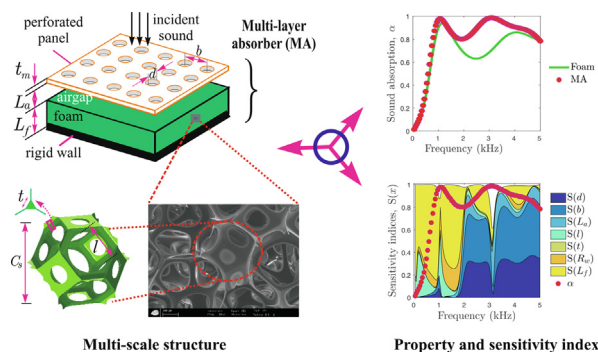 perforated
panel
incident
sound
Multi-layer
absorber (MA)
b
d
t_m
L_a
L_f
airgap
foam
rigid wall
t
l
C_s
Multi-scale structure
Sound absorption, α
1
0.8
0.6
0.4
0.2
0
0 1 2 3 4 5
Frequency (kHz)
Foam
MA
Sensitivity indices, S(x)
1
0.8
0.6
0.4
0.2
0
0 1 2 3 4 5
Frequency (kHz)
S(d)
S(b)
S(L_a)
S(l)
S(t)
S(R_w)
S(L_f)
α
Property and sensitivity index